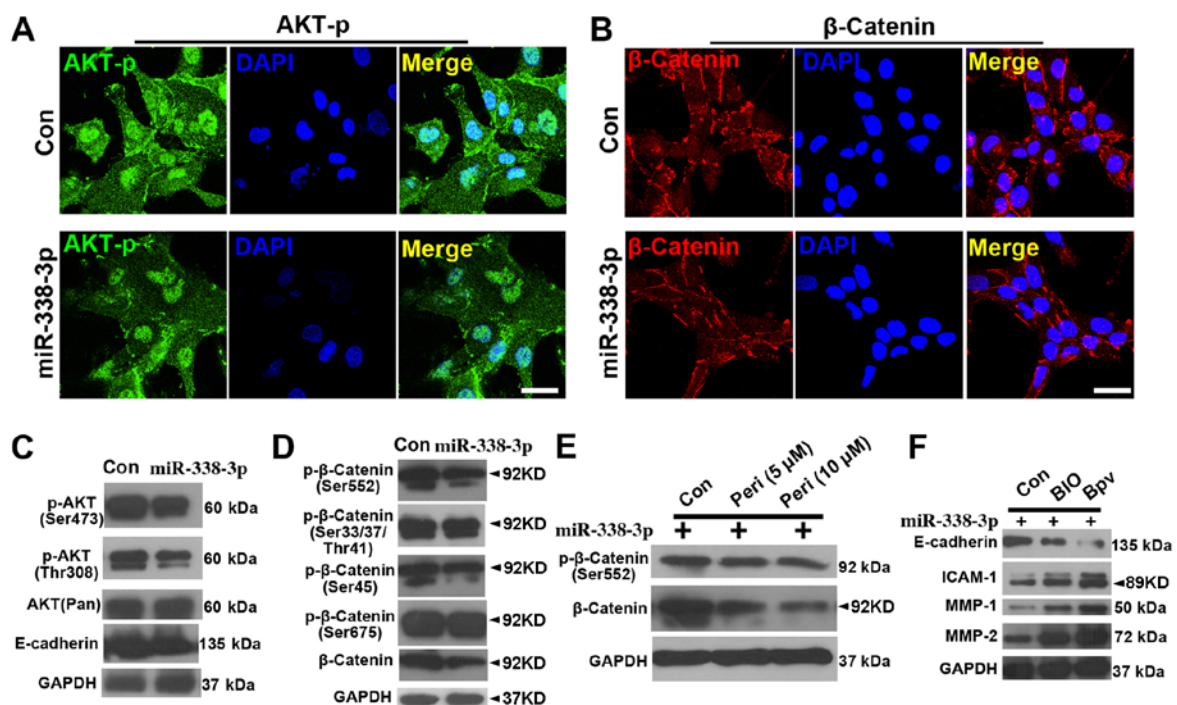 A
AKT-p
AKT-p DAPI Merge
Con
AKT-p DAPI Merge
miR-338-3p
B
β-Catenin
β-Catenin DAPI Merge
Con
β-Catenin DAPI Merge
miR-338-3p
C
Con miR-338-3p
p-AKT
(Ser473)
60 kDa
p-AKT
(Thr308)
60 kDa
AKT(Pan) 60 kDa
E-cadherin 135 kDa
GAPDH 37 kDa
D
Con miR-338-3p
p-β-Catenin
(Ser552)
◄92KD
p-β-Catenin
(Ser33/37/
Thr41)
◄92KD
p-β-Catenin
(Ser45)
◄92KD
p-β-Catenin
(Ser675)
◄92KD
β-Catenin ◄92KD
GAPDH ◄37KD
E
Con Peri (5 μM) Peri (10 μM)
miR-338-3p + + +
p-β-Catenin
(Ser552)
92 kDa
β-Catenin ◄92KD
GAPDH 37 kDa
F
Con BIO Bpv
miR-338-3p + + +
E-cadherin 135 kDa
ICAM-1 ◄89KD
MMP-1 50 kDa
MMP-2 72 kDa
GAPDH 37 kDa